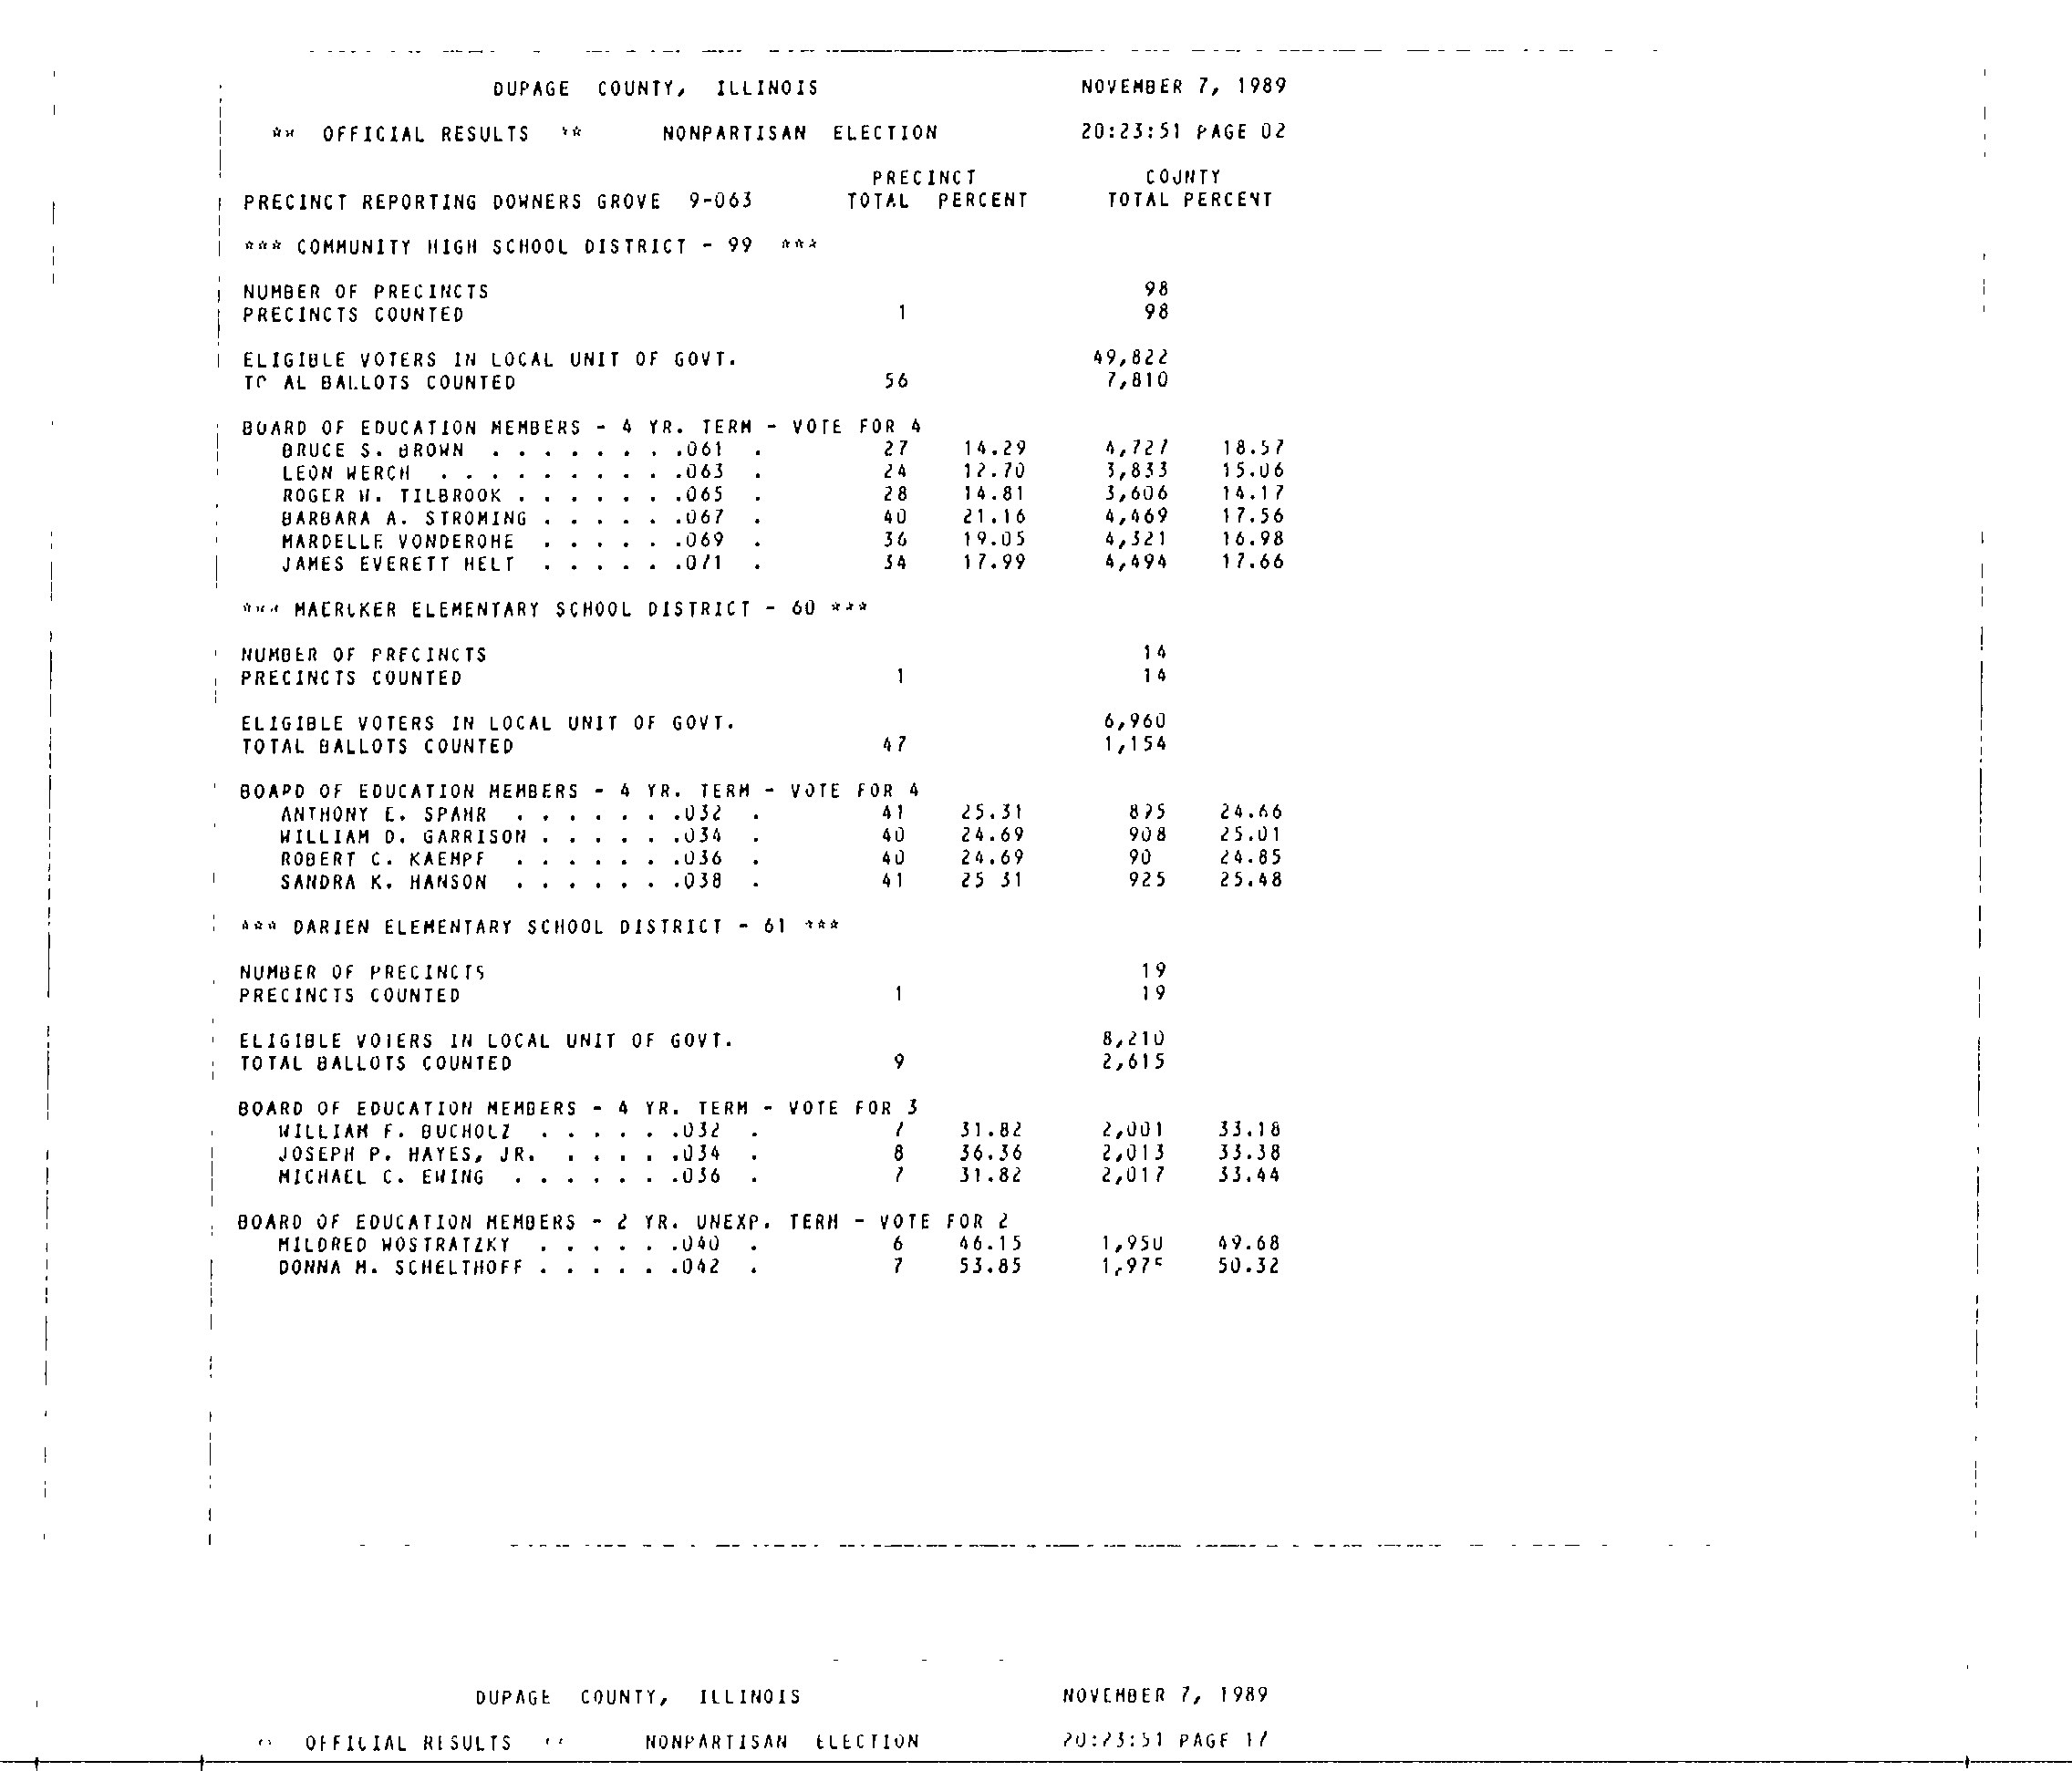 DUPAGE COUNTY, ILLINOIS NOVEMBER 7, 1989
** OFFICIAL RESULTS ** NONPARTISAN ELECTION 20:23:51 PAGE 02
PRECINCT COUNTY
PRECINCT REPORTING DOWNERS GROVE 9-063 TOTAL PERCENT TOTAL PERCENT
*** COMMUNITY HIGH SCHOOL DISTRICT - 99 ***
NUMBER OF PRECINCTS 98
PRECINCTS COUNTED 1 98
ELIGIBLE VOTERS IN LOCAL UNIT OF GOVT. 49,822
TO AL BALLOTS COUNTED 56 7,810
BOARD OF EDUCATION MEMBERS - 4 YR. TERM - VOTE FOR 4
BRUCE S. BROWN . . . . . . . .061 . 27 14.29 4,727 18.57
LEON WERCH . . . . . . . . . .063 . 24 12.70 3,833 15.06
ROGER W. TILBROOK . . . . . . .065 . 28 14.81 3,606 14.17
BARBARA A. STROMING . . . . . .067 . 40 21.16 4,469 17.56
MARDELLE VONDEROHE . . . . . .069 . 36 19.05 4,321 16.98
JAMES EVERETT HELT . . . . . .071 . 34 17.99 4,494 17.66
*** MAERCKER ELEMENTARY SCHOOL DISTRICT - 60 ***
NUMBER OF PRECINCTS 14
PRECINCTS COUNTED 1 14
ELIGIBLE VOTERS IN LOCAL UNIT OF GOVT. 6,960
TOTAL BALLOTS COUNTED 47 1,154
BOARD OF EDUCATION MEMBERS - 4 YR. TERM - VOTE FOR 4
ANTHONY E. SPAHR . . . . . . .032 . 41 25.31 895 24.66
WILLIAM D. GARRISON . . . . . .034 . 40 24.69 908 25.01
ROBERT C. KAEMPF . . . . . . .036 . 40 24.69 90 24.85
SANDRA K. HANSON . . . . . . .038 . 41 25 31 925 25.48
*** DARIEN ELEMENTARY SCHOOL DISTRICT - 61 ***
NUMBER OF PRECINCTS 19
PRECINCTS COUNTED 1 19
ELIGIBLE VOTERS IN LOCAL UNIT OF GOVT. 8,210
TOTAL BALLOTS COUNTED 9 2,615
BOARD OF EDUCATION MEMBERS - 4 YR. TERM - VOTE FOR 3
WILLIAM F. BUCHOLZ . . . . . .032 . 7 31.82 2,001 33.18
JOSEPH P. HAYES, JR. . . . . .034 . 8 36.36 2,013 33.38
MICHAEL C. EWING . . . . . . .036 . 7 31.82 2,017 33.44
BOARD OF EDUCATION MEMBERS - 2 YR. UNEXP. TERM - VOTE FOR 2
MILDRED WOSTRATZKY . . . . . .040 . 6 46.15 1,950 49.68
DONNA M. SCHELTHOFF . . . . . .042 . 7 53.85 1,975 50.32
DUPAGE COUNTY, ILLINOIS NOVEMBER 7, 1989
OFFICIAL RESULTS NONPARTISAN ELECTION 20:23:51 PAGE 17